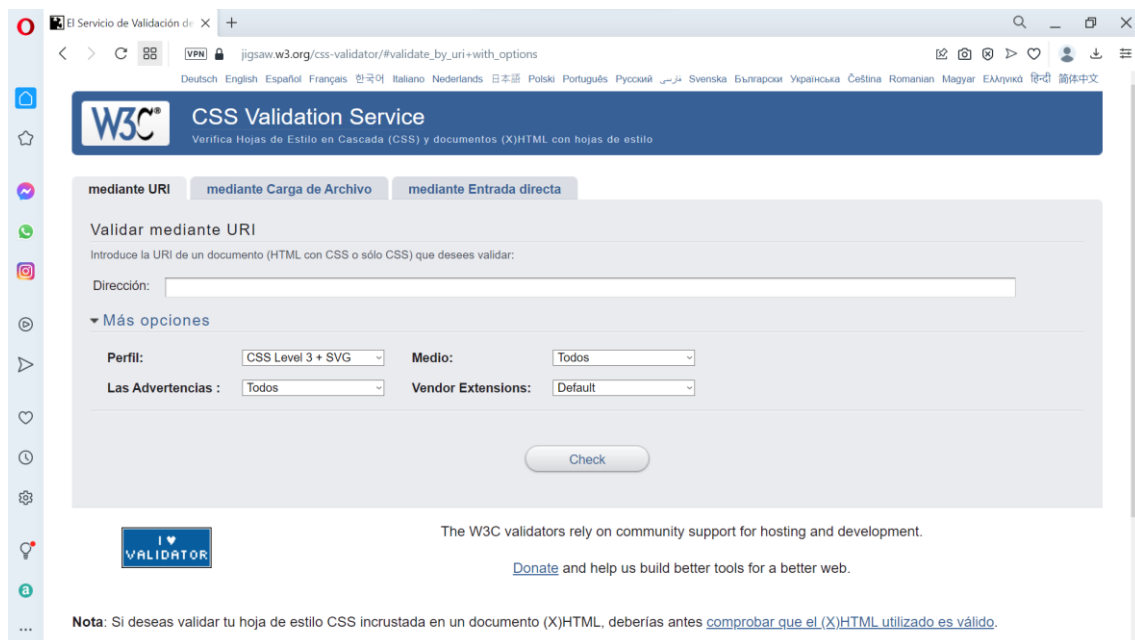 El Servicio de Validación de
VPN jigsaw.w3.org/css-validator/#validate_by_uri+with_options
Deutsch English Español Français 한국어 Italiano Nederlands 日本語 Polski Português Русский فارسی Svenska Български Українська Čeština Romanian Magyar Ελληνικά हिन्दी 简体中文
W3C® CSS Validation Service
Verifica Hojas de Estilo en Cascada (CSS) y documentos (X)HTML con hojas de estilo
mediante URI mediante Carga de Archivo mediante Entrada directa
Validar mediante URI
Introduce la URI de un documento (HTML con CSS o sólo CSS) que desees validar:
Dirección:
Más opciones
Perfil: CSS Level 3 + SVG Medio: Todos
Las Advertencias : Todos Vendor Extensions: Default
Check
The W3C validators rely on community support for hosting and development.
I ♥
VALIDATOR
Donate and help us build better tools for a better web.
Nota: Si deseas validar tu hoja de estilo CSS incrustada en un documento (X)HTML, deberías antes comprobar que el (X)HTML utilizado es válido.